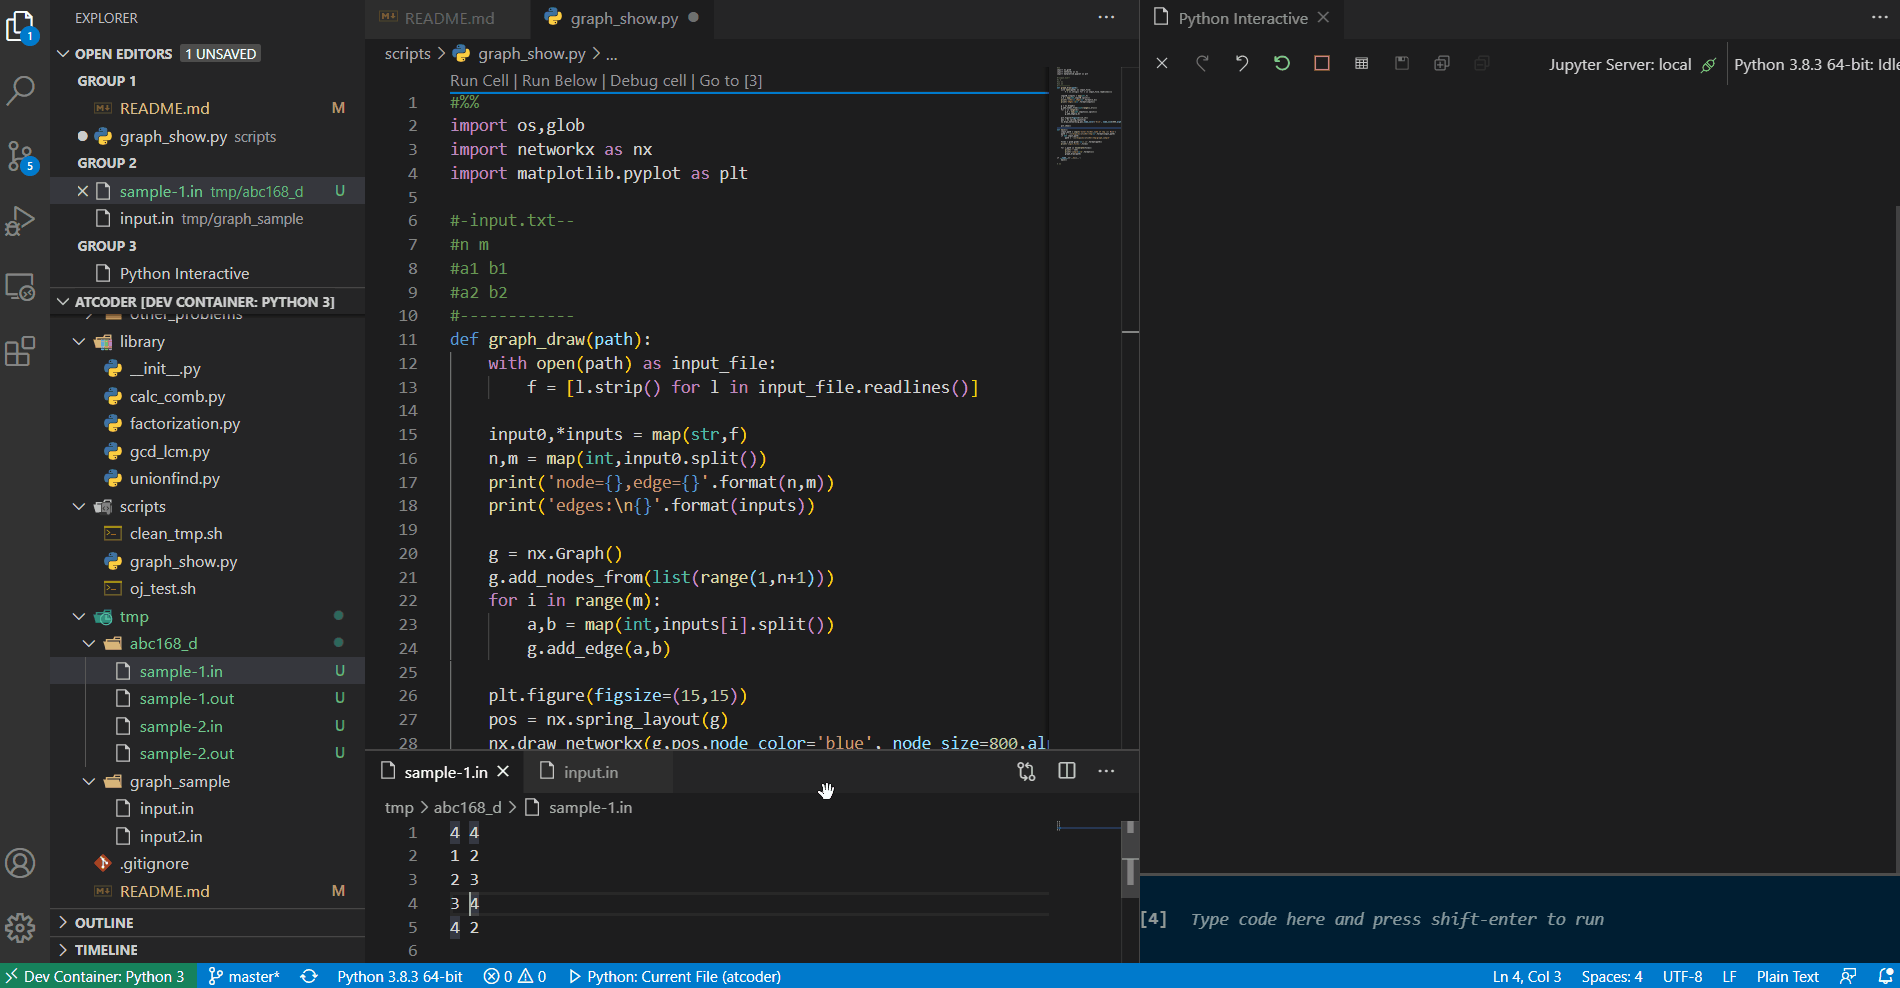 EXPLORER
OPEN EDITORS 1 UNSAVED
GROUP 1
README.md M
graph_show.py scripts
GROUP 2
sample-1.in tmp/abc168_d U
input.in tmp/graph_sample
GROUP 3
Python Interactive
ATCODER [DEV CONTAINER: PYTHON 3]
other_problems
library
__init__.py
calc_comb.py
factorization.py
gcd_lcm.py
unionfind.py
scripts
clean_tmp.sh
graph_show.py
oj_test.sh
tmp
abc168_d
sample-1.in U
sample-1.out U
sample-2.in U
sample-2.out U
graph_sample
input.in
input2.in
.gitignore
README.md M
OUTLINE
TIMELINE
1
5
README.md
graph_show.py
scripts > graph_show.py > ...
Run Cell | Run Below | Debug cell | Go to [3]
1 #%%
2 import os,glob
3 import networkx as nx
4 import matplotlib.pyplot as plt
5
6 #-input.txt--
7 #n m
8 #a1 b1
9 #a2 b2
10 #------------
11 def graph_draw(path):
12 with open(path) as input_file:
13 f = [l.strip() for l in input_file.readlines()]
14
15 input0,*inputs = map(str,f)
16 n,m = map(int,input0.split())
17 print('node={},edge={}'.format(n,m))
18 print('edges:\n{}'.format(inputs))
19
20 g = nx.Graph()
21 g.add_nodes_from(list(range(1,n+1)))
22 for i in range(m):
23 a,b = map(int,inputs[i].split())
24 g.add_edge(a,b)
25
26 plt.figure(figsize=(15,15))
27 pos = nx.spring_layout(g)
28 nx.draw_networkx(g,pos,node_color='blue', node_size=800,al
sample-1.in
input.in
tmp > abc168_d > sample-1.in
1 4 4
2 1 2
3 2 3
4 3 4
5 4 2
6
Python Interactive
Jupyter Server: local
Python 3.8.3 64-bit: Idle
[4] Type code here and press shift-enter to run
Dev Container: Python 3
master*
Python 3.8.3 64-bit
0 0
Python: Current File (atcoder)
Ln 4, Col 3
Spaces: 4
UTF-8
LF
Plain Text